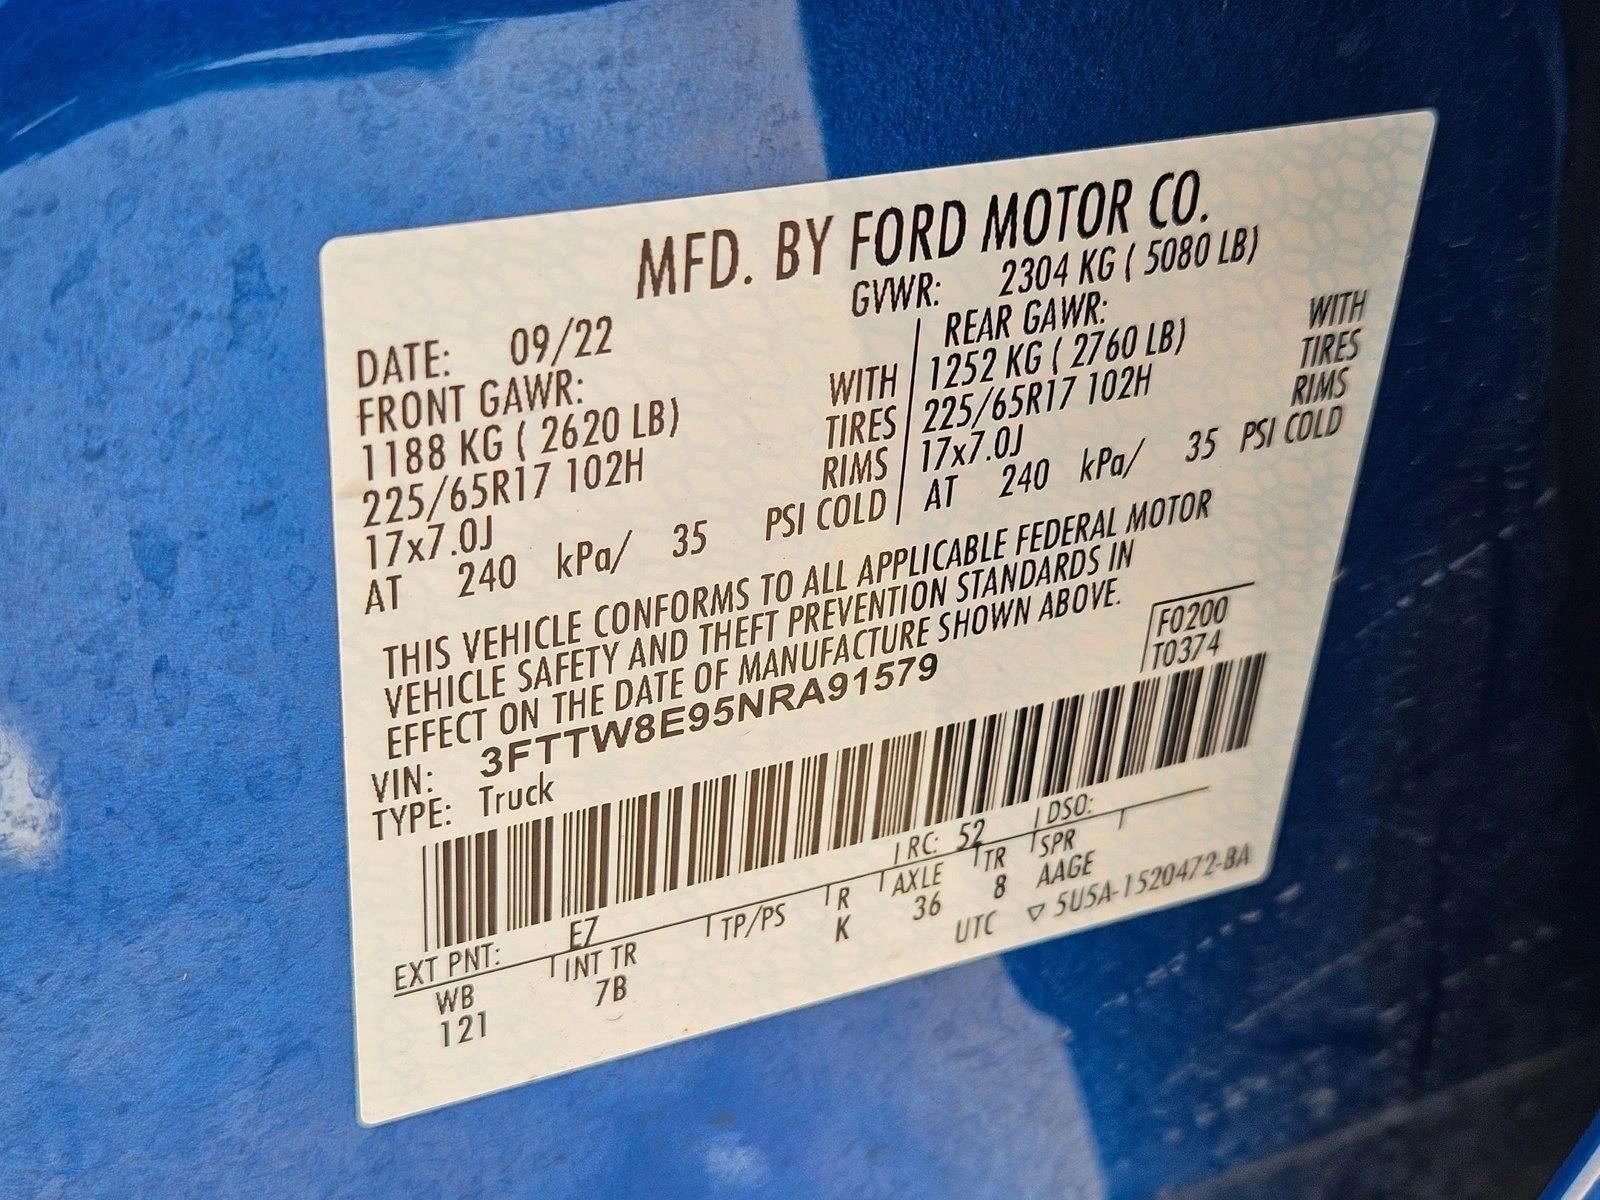 MFD. BY FORD MOTOR CO.
DATE: 09/22 GVWR: 2304 KG ( 5080 LB)
FRONT GAWR: REAR GAWR:
1188 KG ( 2620 LB) WITH 1252 KG ( 2760 LB) WITH
225/65R17 102H TIRES 225/65R17 102H TIRES
17x7.0J RIMS 17x7.0J RIMS
AT 240 kPa/ 35 PSI COLD AT 240 kPa/ 35 PSI COLD
THIS VEHICLE CONFORMS TO ALL APPLICABLE FEDERAL MOTOR
VEHICLE SAFETY AND THEFT PREVENTION STANDARDS IN
EFFECT ON THE DATE OF MANUFACTURE SHOWN ABOVE.
VIN: 3FTTW8E95NRA91579 F0200
TYPE: Truck T0374
EXT PNT: E7 RC: 52 DSO:
WB INT TR TP/PS R AXLE TR SPR
121 7B K 36 8 AAGE
UTC ▽ 5U5A-1520472-BA